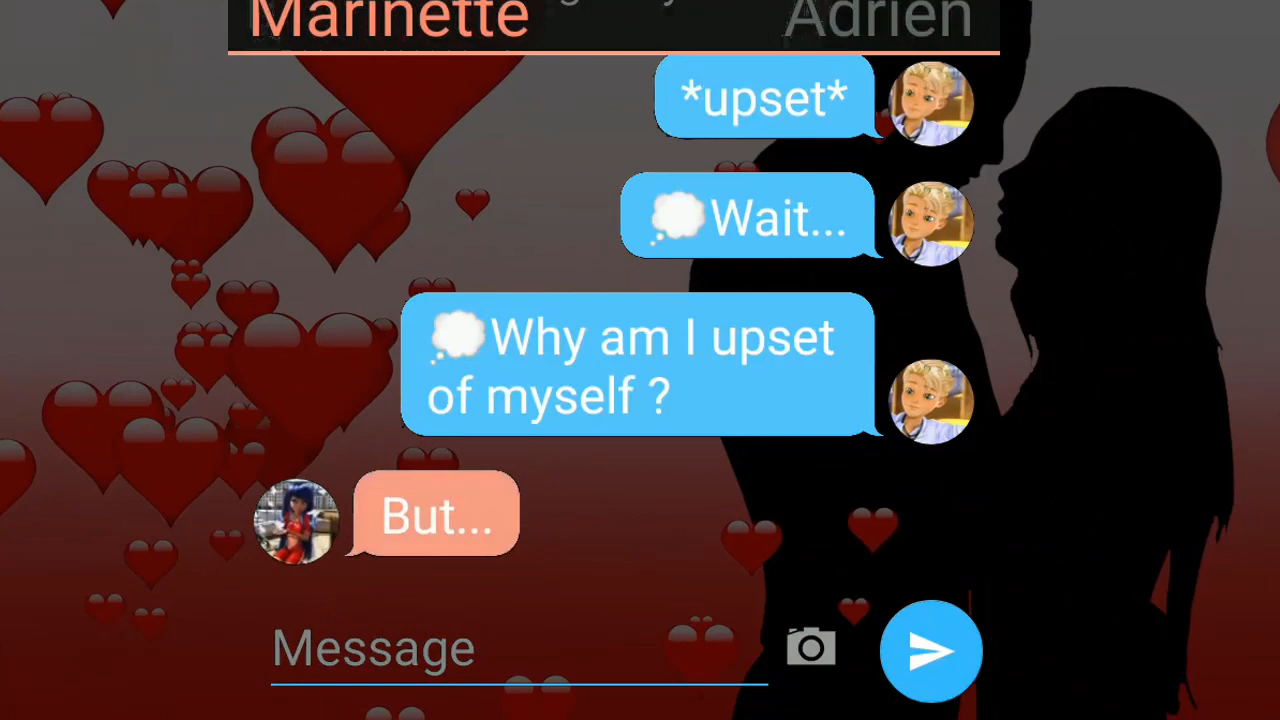 Marinette Adrien
*upset*
💭Wait...
💭Why am I upset
of myself ?
But...
Message